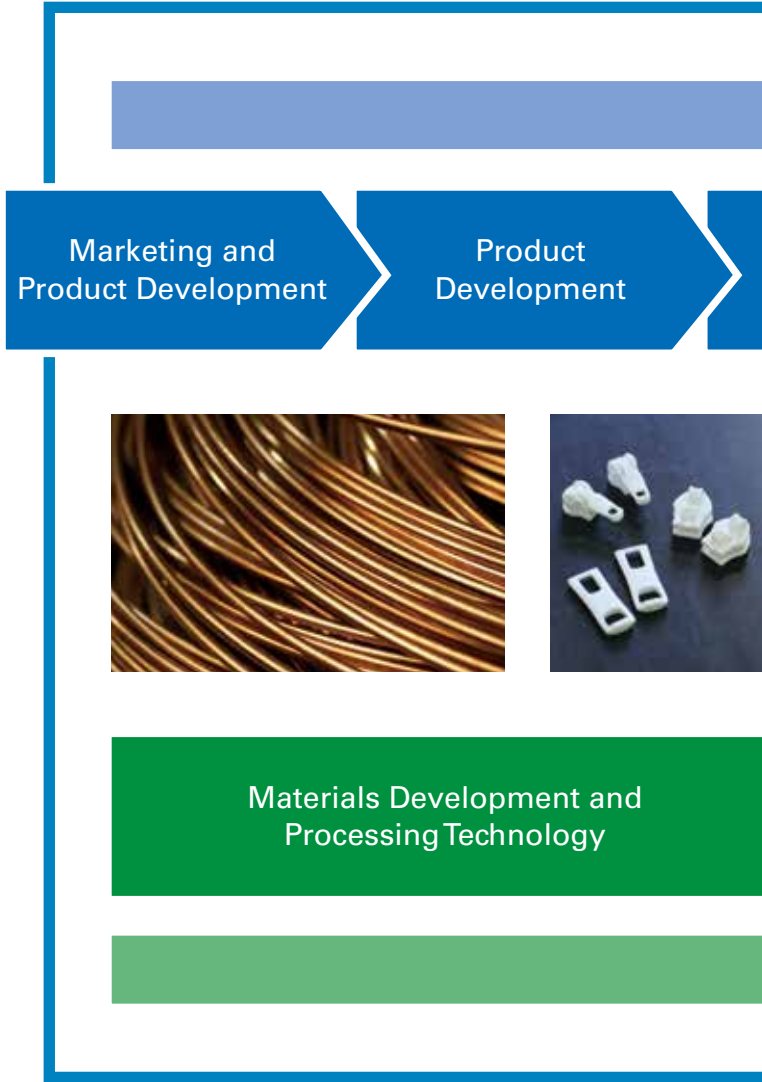 Marketing and
Product Development
Product
Development
Materials Development and
Processing Technology